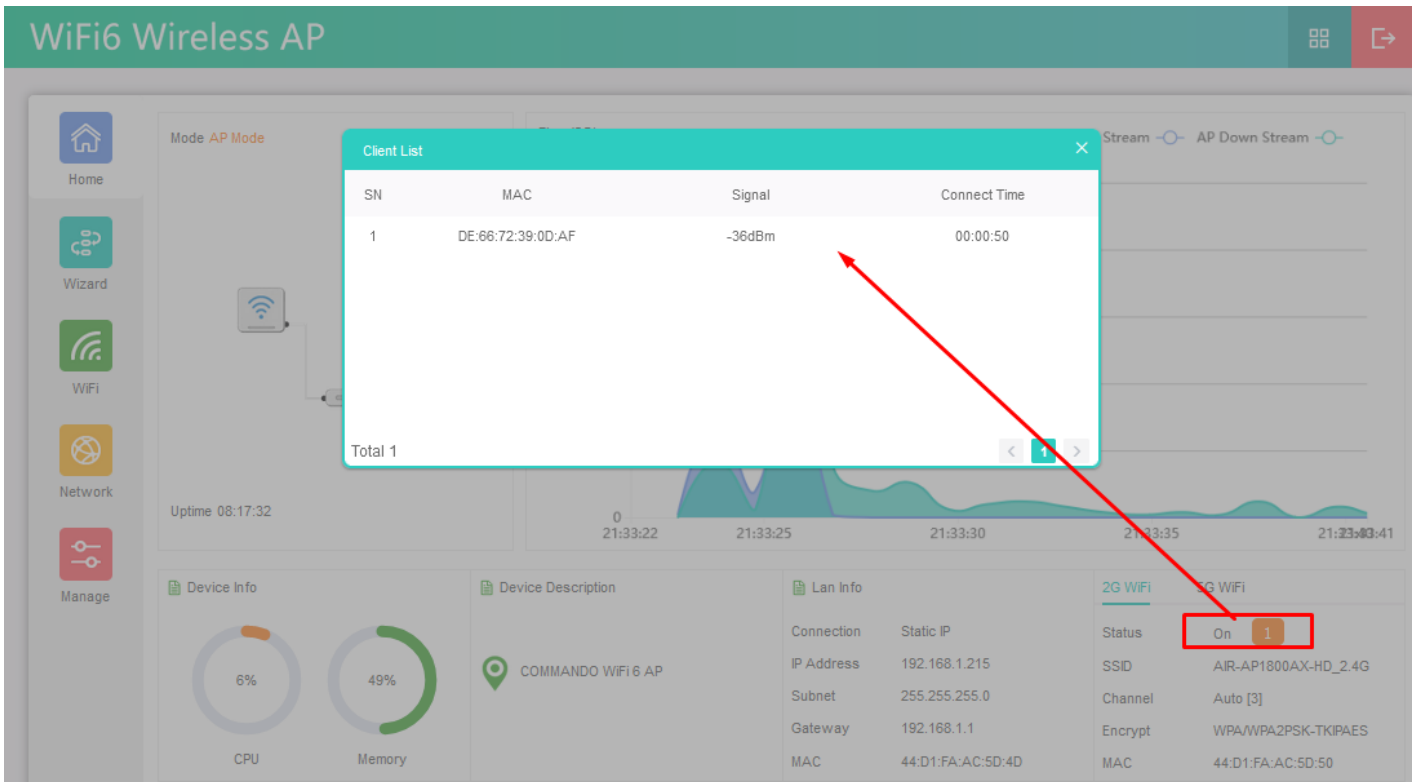 WiFi6 Wireless AP
Home
Wizard
WiFi
Network
Manage
Mode AP Mode
Uptime 08:17:32
Stream AP Down Stream
Client List
SN MAC Signal Connect Time
1 DE:66:72:39:0D:AF -36dBm 00:00:50
Total 1
1
0
21:33:22 21:33:25 21:33:30 21:33:35
Device Info
6% 49%
CPU Memory
Device Description
COMMANDO WiFi 6 AP
Lan Info
Connection Static IP
IP Address 192.168.1.215
Subnet 255.255.255.0
Gateway 192.168.1.1
MAC 44:D1:FA:AC:5D:4D
2G WiFi 5G WiFi
Status On 1
SSID AIR-AP1800AX-HD_2.4G
Channel Auto [3]
Encrypt WPA/WPA2PSK-TKIPAES
MAC 44:D1:FA:AC:5D:50